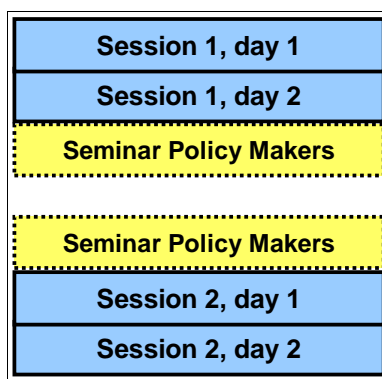 Session 1, day 1
Session 1, day 2
Seminar Policy Makers
Seminar Policy Makers
Session 2, day 1
Session 2, day 2